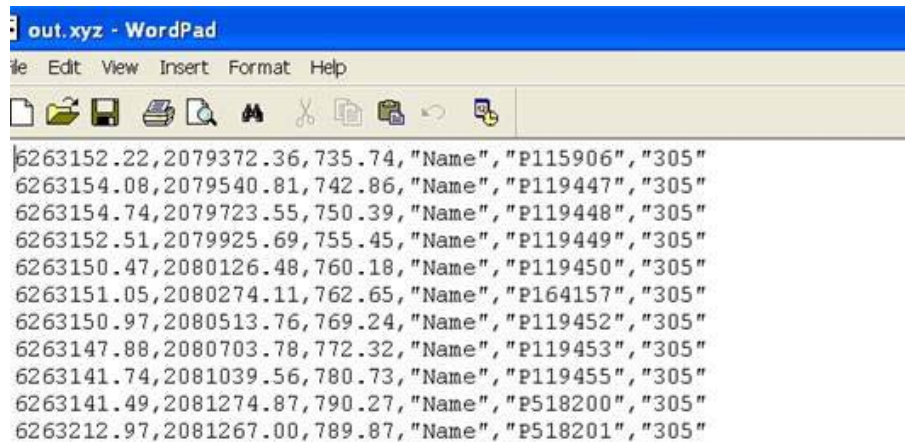 out.xyz - WordPad
ile Edit View Insert Format Help
6263152.22,2079372.36,735.74,"Name","P115906","305"
6263154.08,2079540.81,742.86,"Name","P119447","305"
6263154.74,2079723.55,750.39,"Name","P119448","305"
6263152.51,2079925.69,755.45,"Name","P119449","305"
6263150.47,2080126.48,760.18,"Name","P119450","305"
6263151.05,2080274.11,762.65,"Name","P164157","305"
6263150.97,2080513.76,769.24,"Name","P119452","305"
6263147.88,2080703.78,772.32,"Name","P119453","305"
6263141.74,2081039.56,780.73,"Name","P119455","305"
6263141.49,2081274.87,790.27,"Name","P518200","305"
6263212.97,2081267.00,789.87,"Name","P518201","305"